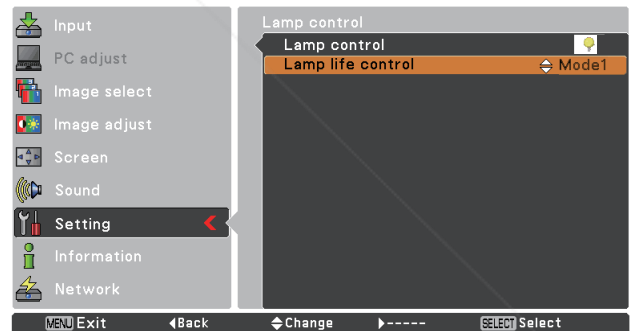 Input
PC adjust
Image select
Image adjust
Screen
Sound
Setting
Information
Network
Lamp control
Lamp control
Lamp life control Mode1
MENU Exit Back Change ----- SELECT Select